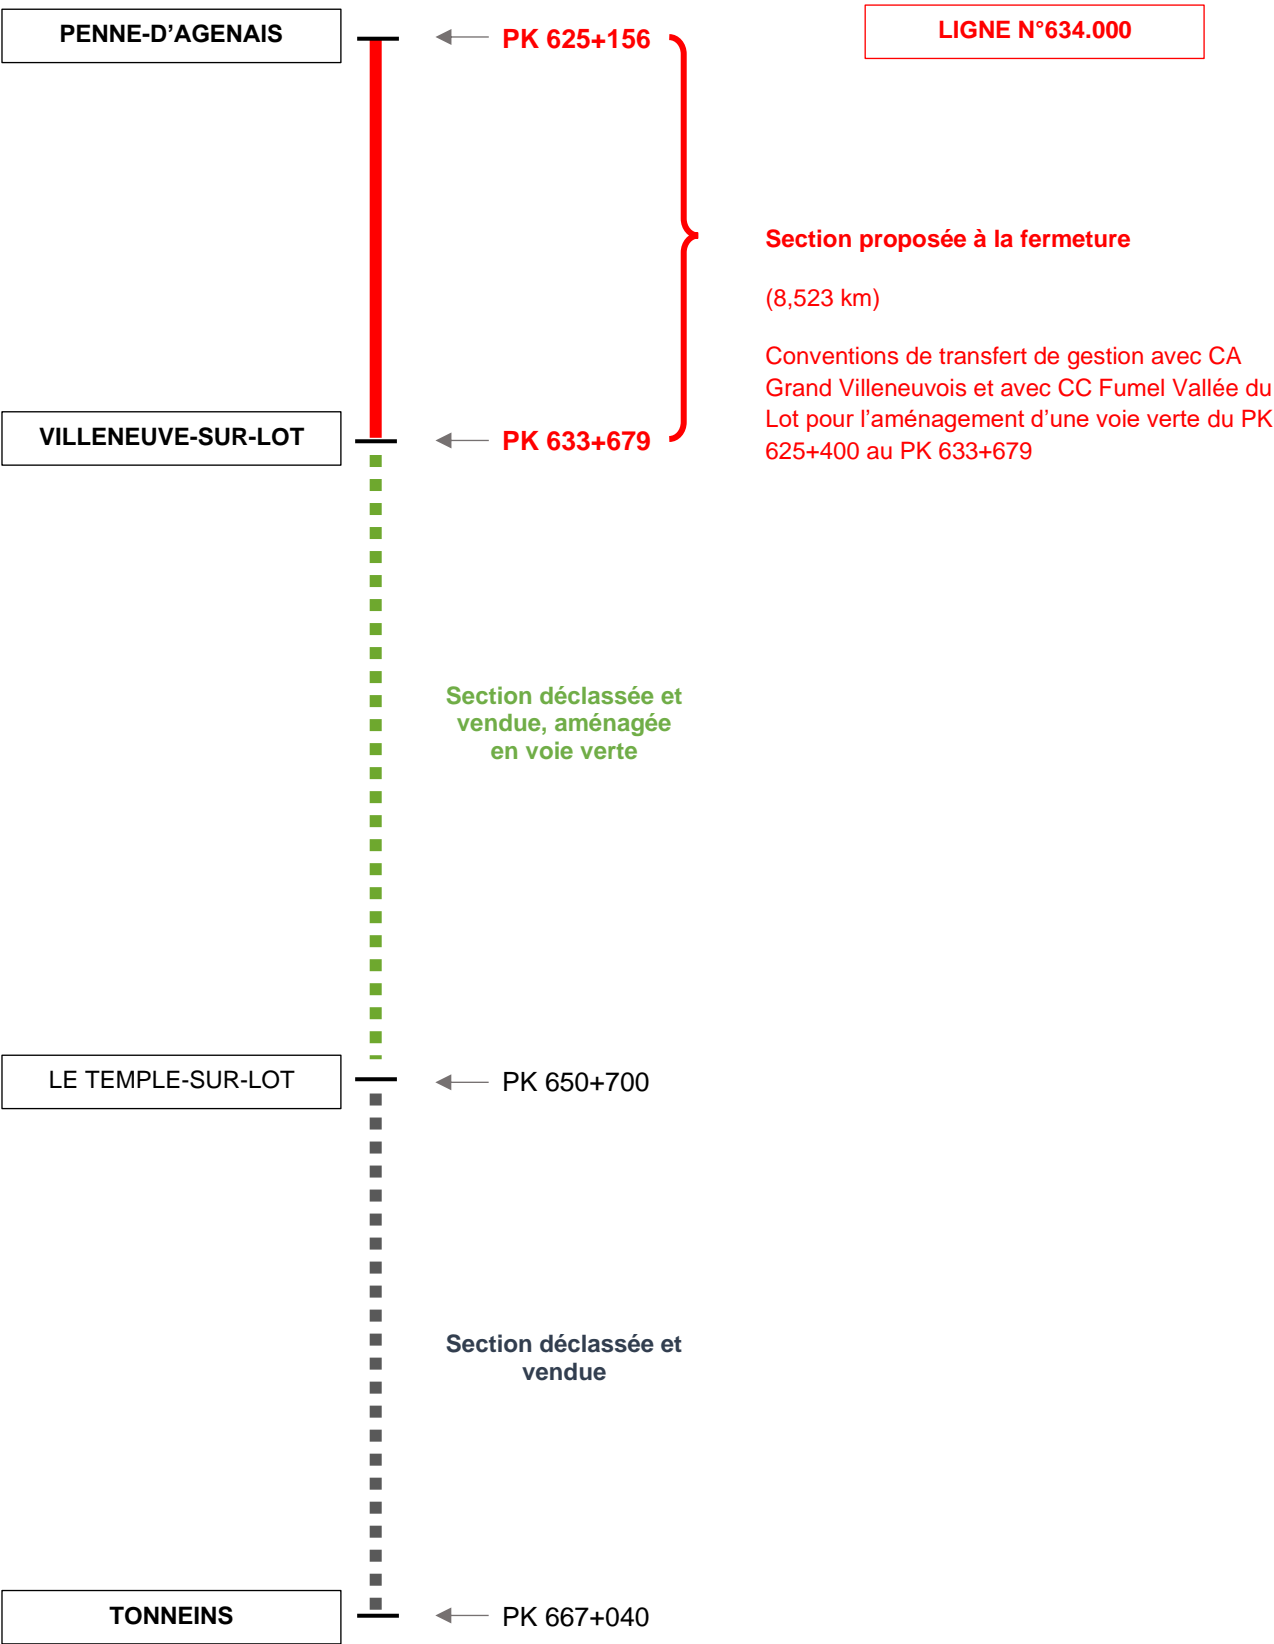 PENNE-D’AGENAIS
PK 625+156
LIGNE N°634.000
Section proposée à la fermeture
(8,523 km)
Conventions de transfert de gestion avec CA
Grand Villeneuvois et avec CC Fumel Vallée du
Lot pour l’aménagement d’une voie verte du PK
625+400 au PK 633+679
VILLENEUVE-SUR-LOT
PK 633+679
Section déclassée et
vendue, aménagée
en voie verte
LE TEMPLE-SUR-LOT
PK 650+700
Section déclassée et
vendue
TONNEINS
PK 667+040